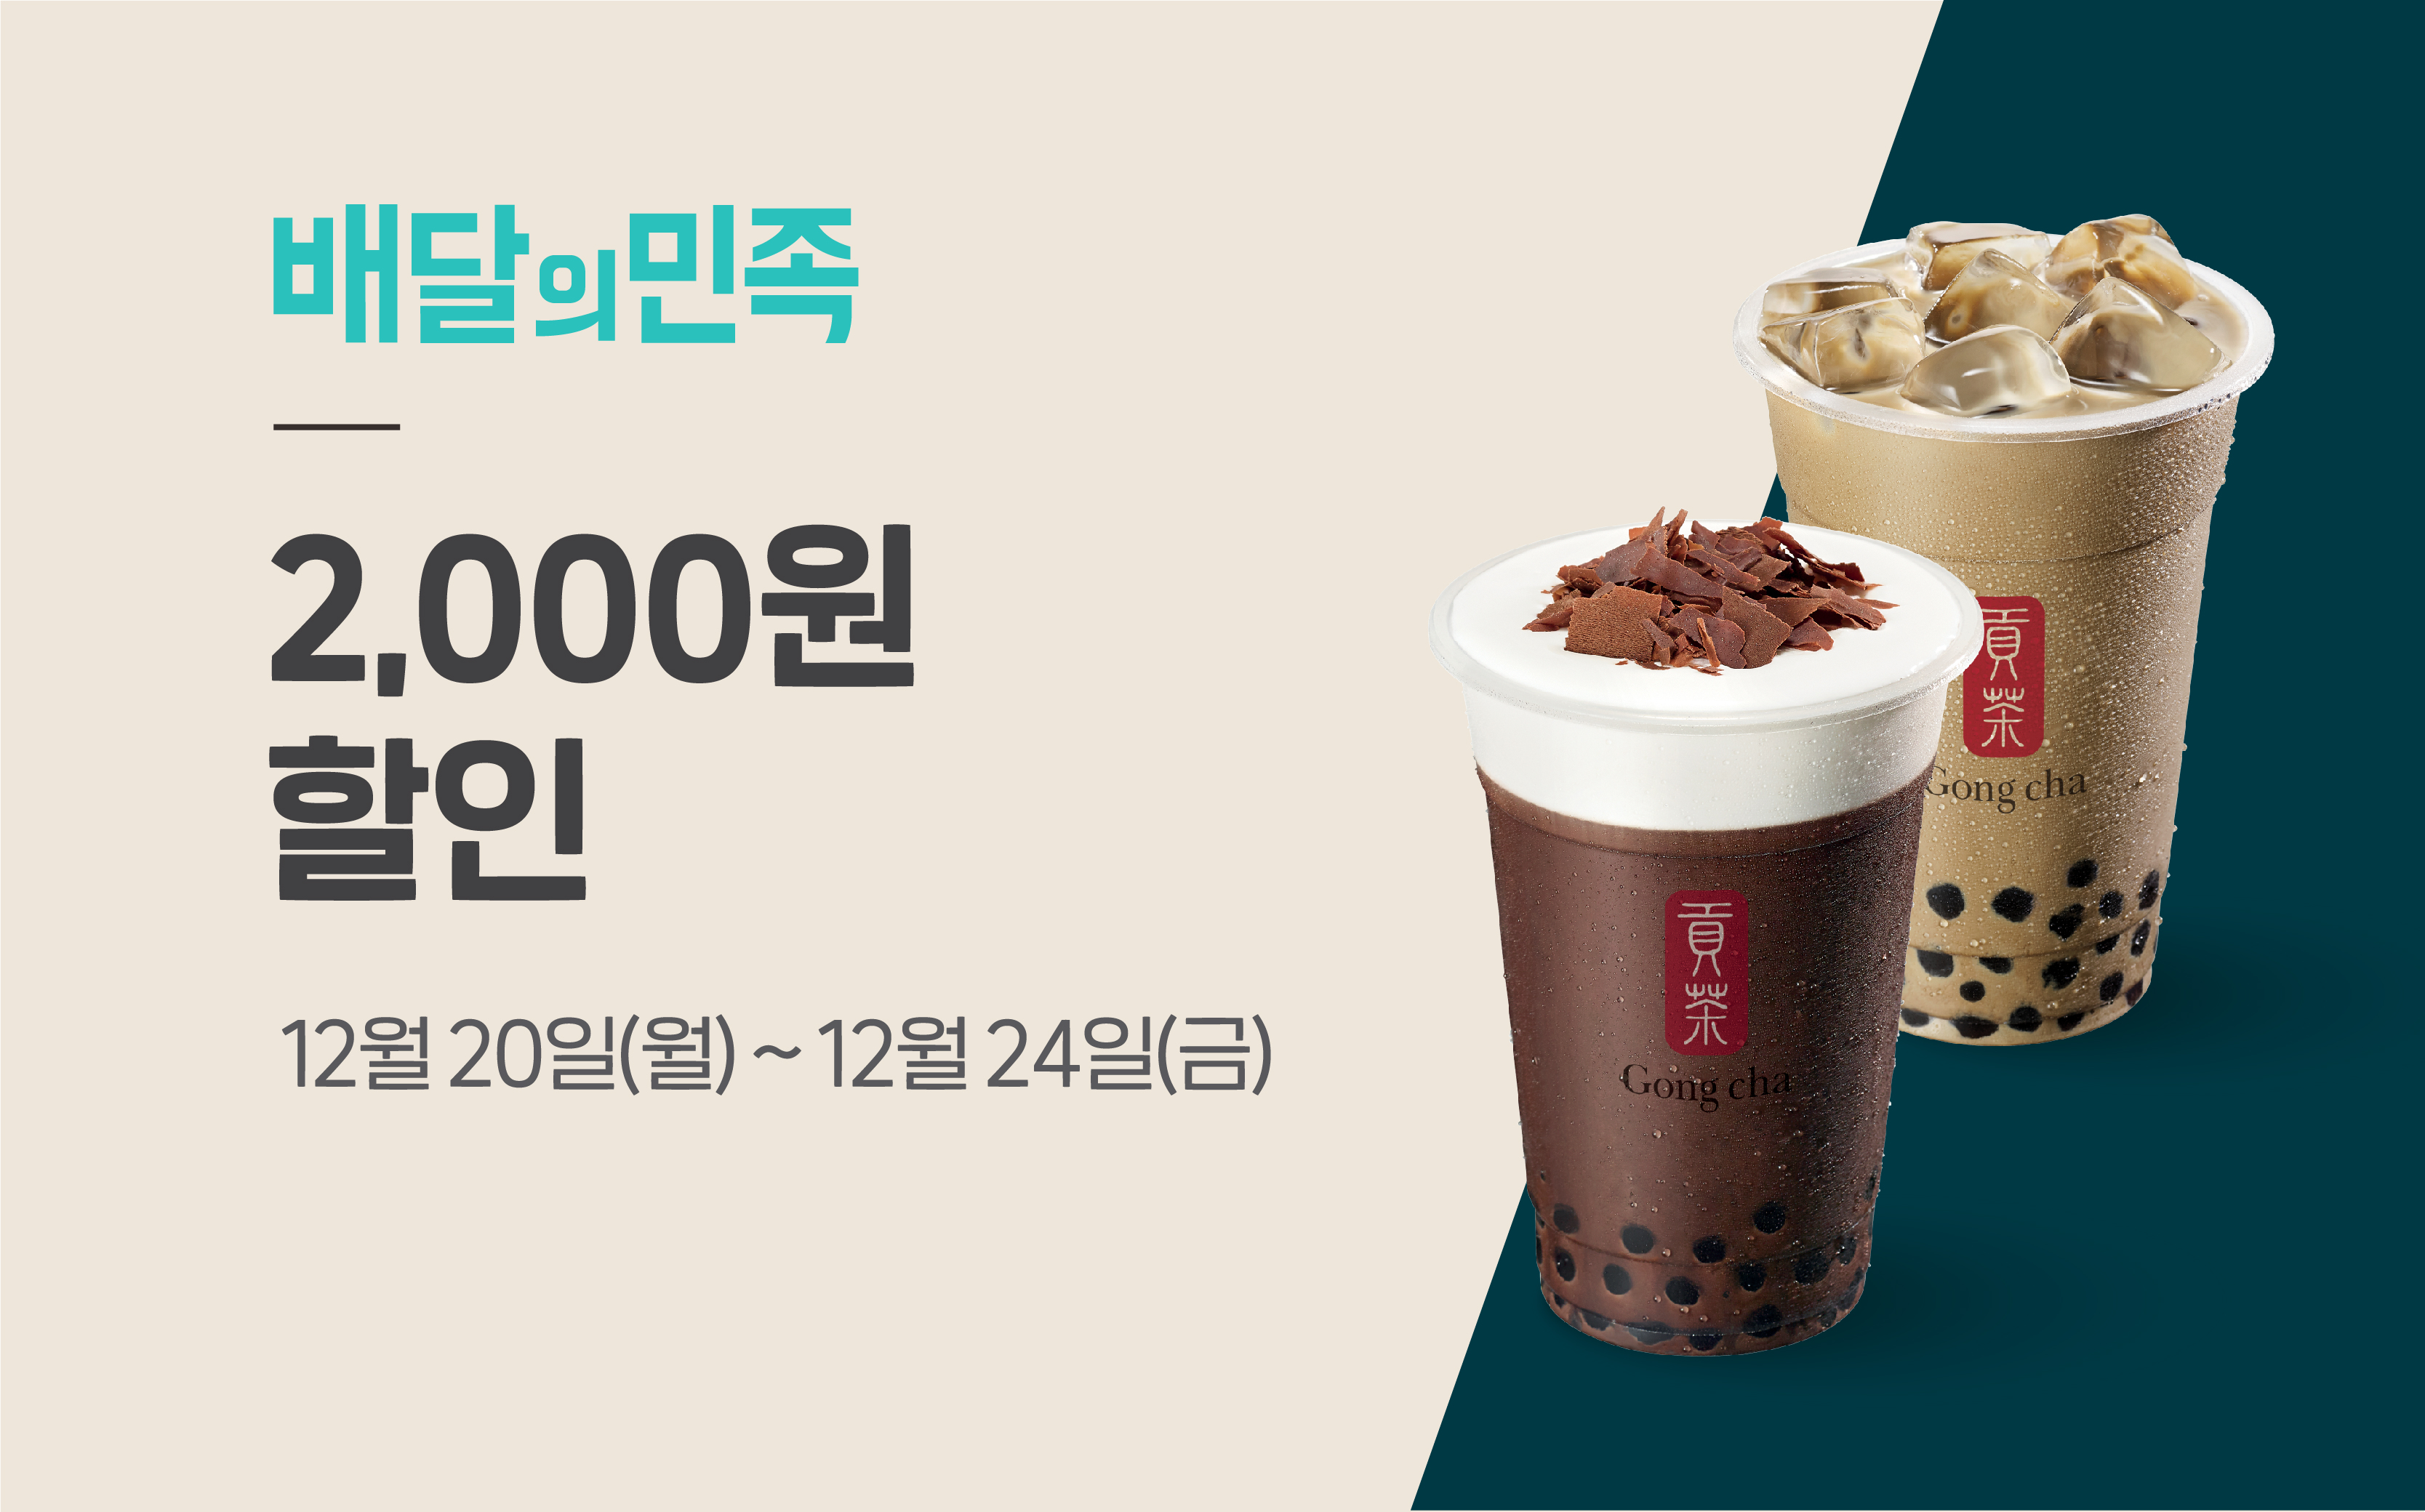 배달의민족
2,000원
할인
12월 20일(월) ~ 12월 24일(금)
貢
茶
Gong cha
貢
茶
Gong cha